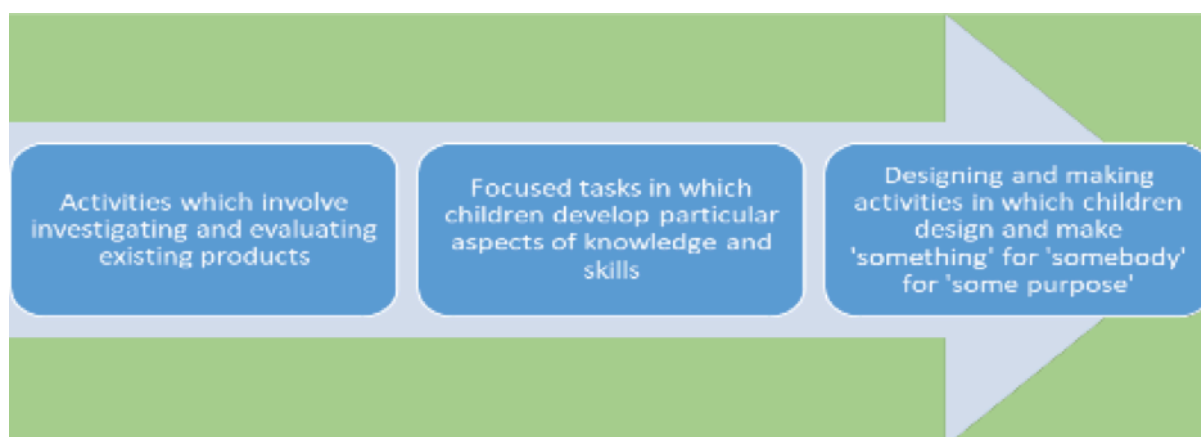 Activities which involve
investigating and evaluating
existing products
Focused tasks in which
children develop particular
aspects of knowledge and
skills
Designing and making
activities in which children
design and make
'something' for 'somebody'
for 'some purpose'